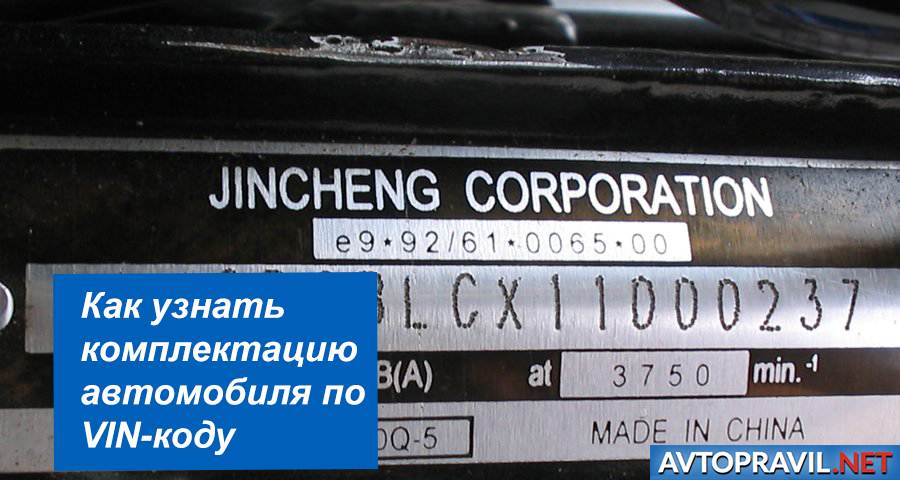 JINCHENG CORPORATION
e9*92/61*0065*00
LCX11000237
Как узнать
комплектацию
автомобиля по
VIN-коду
B(A) at 3750 min.-1
0Q-5
MADE IN CHINA
AVTOPRAVIL.NET